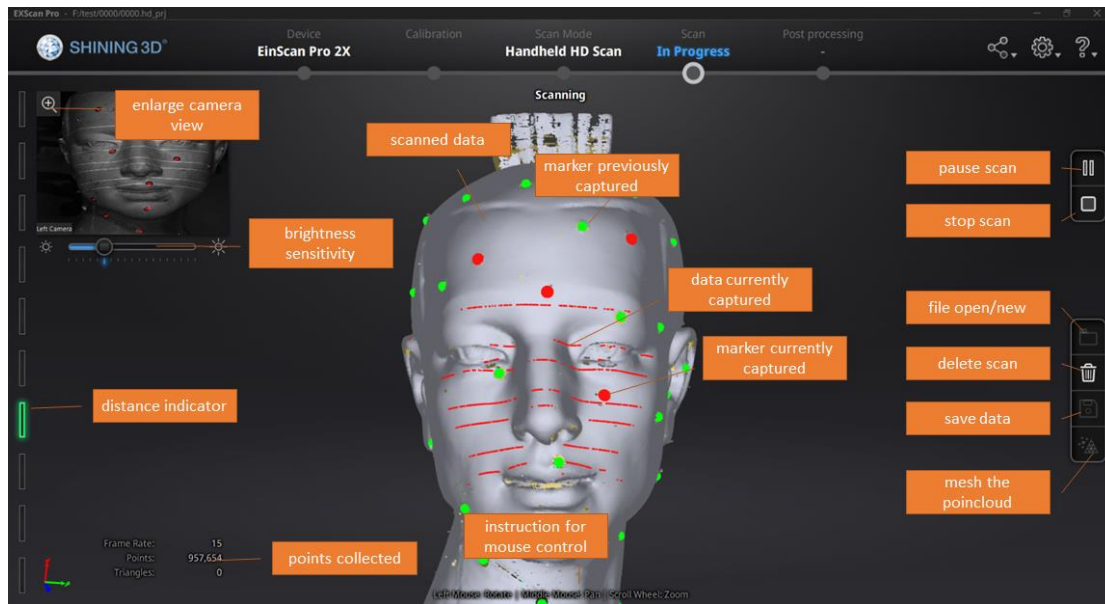 EXScan Pro - F:/test/0000/0000.hd_prj
SHINING 3D®
Device
EinScan Pro 2X
Calibration
Scan Mode
Handheld HD Scan
Scan
In Progress
Post processing
-
Scanning
enlarge camera
view
scanned data
marker previously
captured
pause scan
stop scan
Left Camera
brightness
sensitivity
data currently
captured
file open/new
marker currently
captured
delete scan
distance indicator
save data
mesh the
poincloud
instruction for
mouse control
Frame Rate: 15
Points: 957,654
Triangles: 0
points collected
Left Mouse: Rotate | Middle Mouse: Pan | Scroll Wheel: Zoom